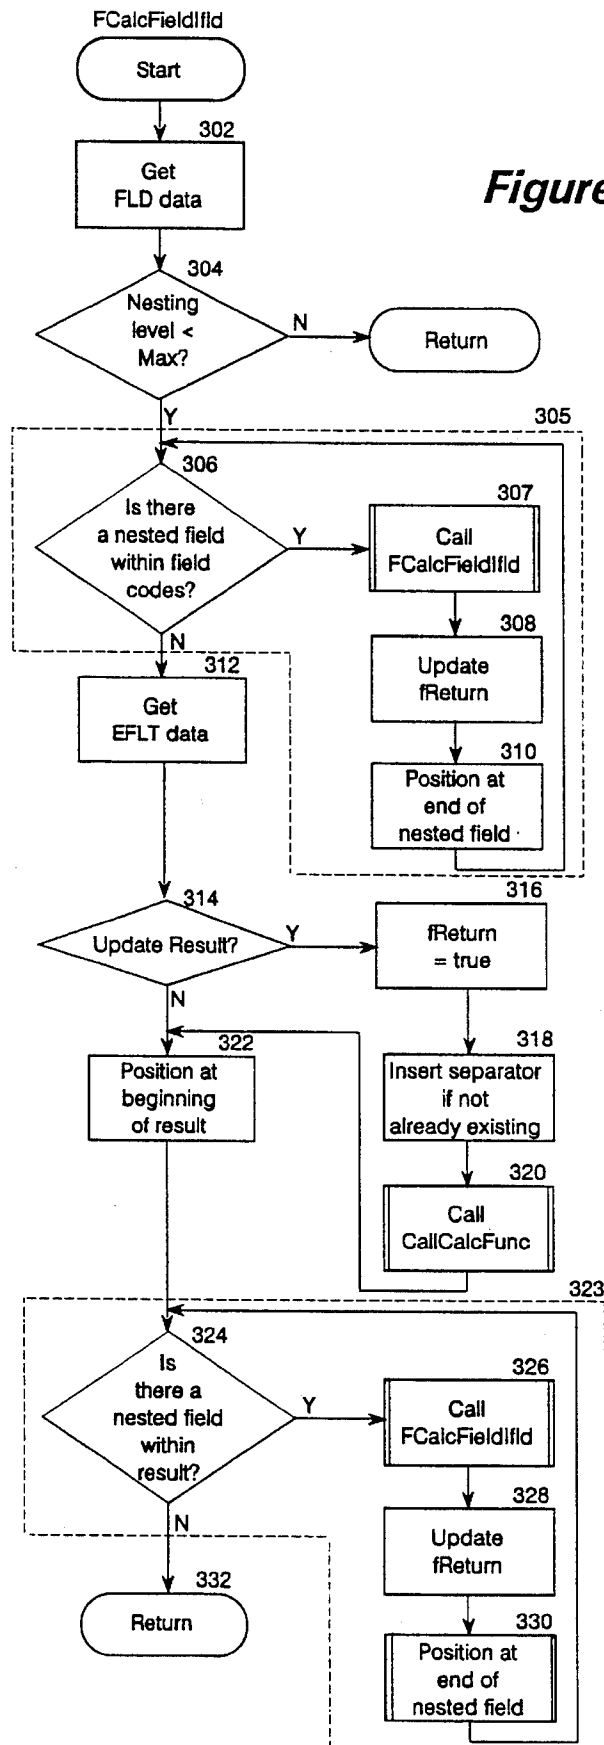 FCalcFieldIfld
Start
302
Get
FLD data
Figure
304
Nesting
level <
Max?
N
Return
Y
305
306
Is there
a nested field
within field
codes?
Y
307
Call
FCalcFieldIfld
N
308
Update
fReturn
312
Get
EFLT data
310
Position at
end of
nested field
314
Update Result?
Y
316
fReturn
= true
N
318
Insert separator
if not
already existing
322
Position at
beginning
of result
320
Call
CallCalcFunc
323
324
Is
there a
nested field
within
result?
Y
326
Call
FCalcFieldIfld
N
328
Update
fReturn
332
Return
330
Position at
end of
nested field